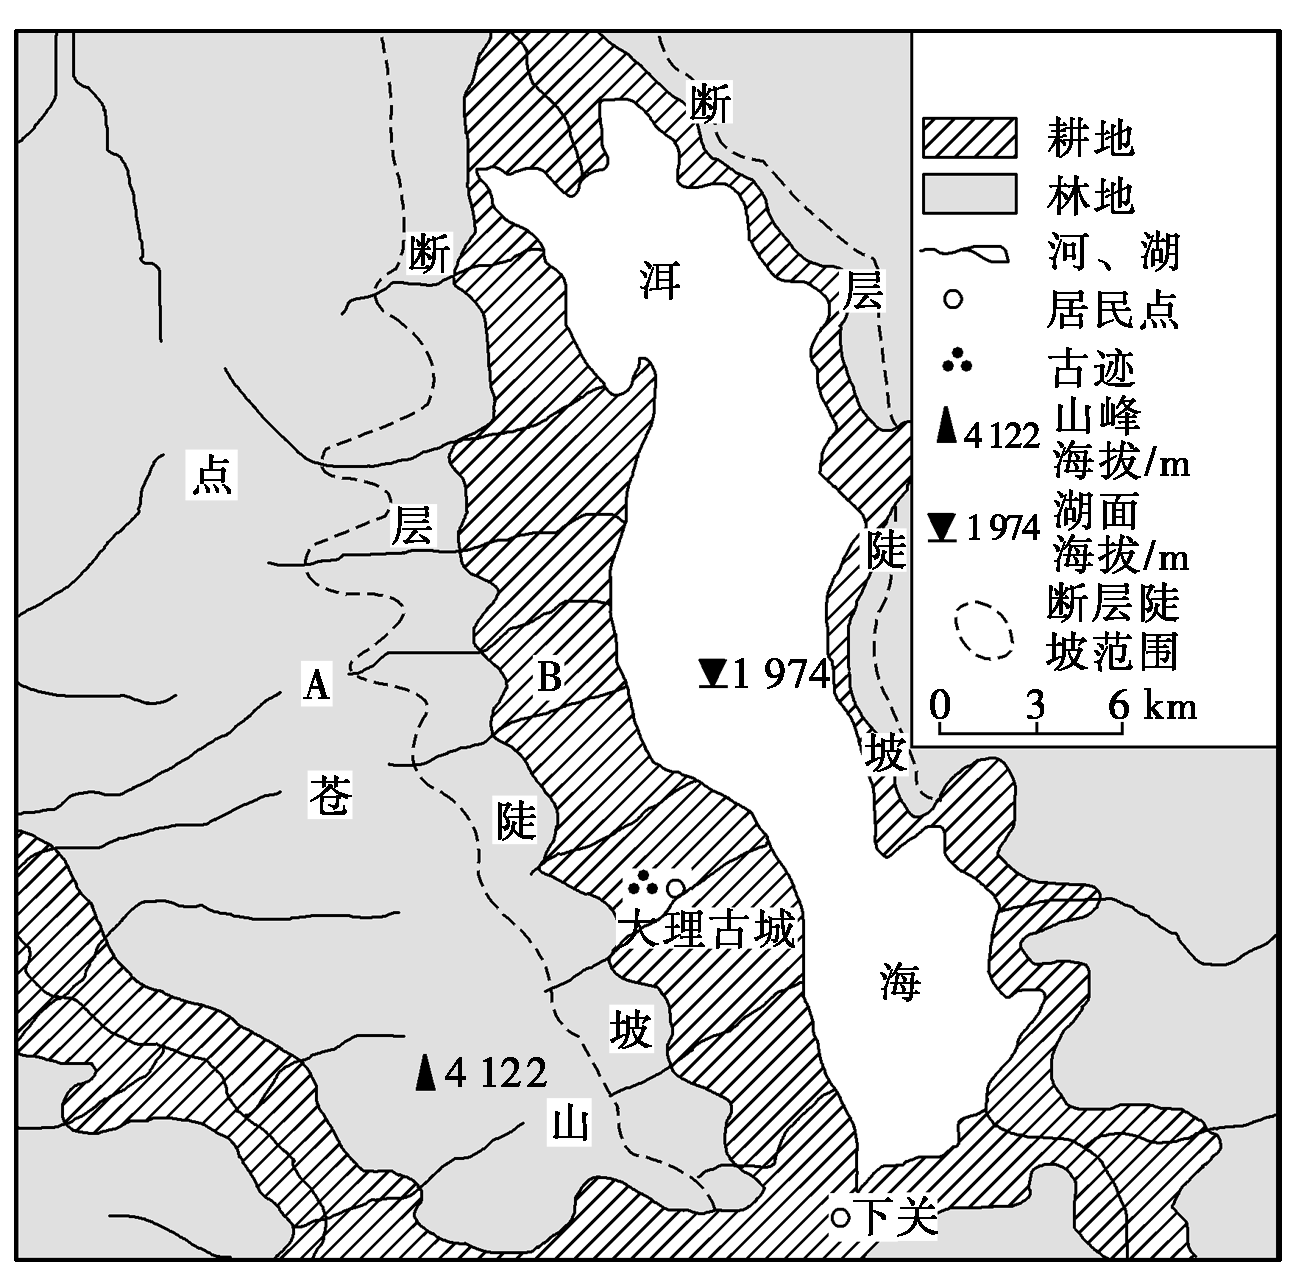 断
断
洱
层
点
层
A
B
1 974
陡
坡
苍
陡
大理古城
海
坡
4 122
山
下关
耕地
林地
河、湖
居民点
古迹
4 122 山峰
海拔/m
1 974 湖面
海拔/m
断层陡
坡范围
0 3 6 km